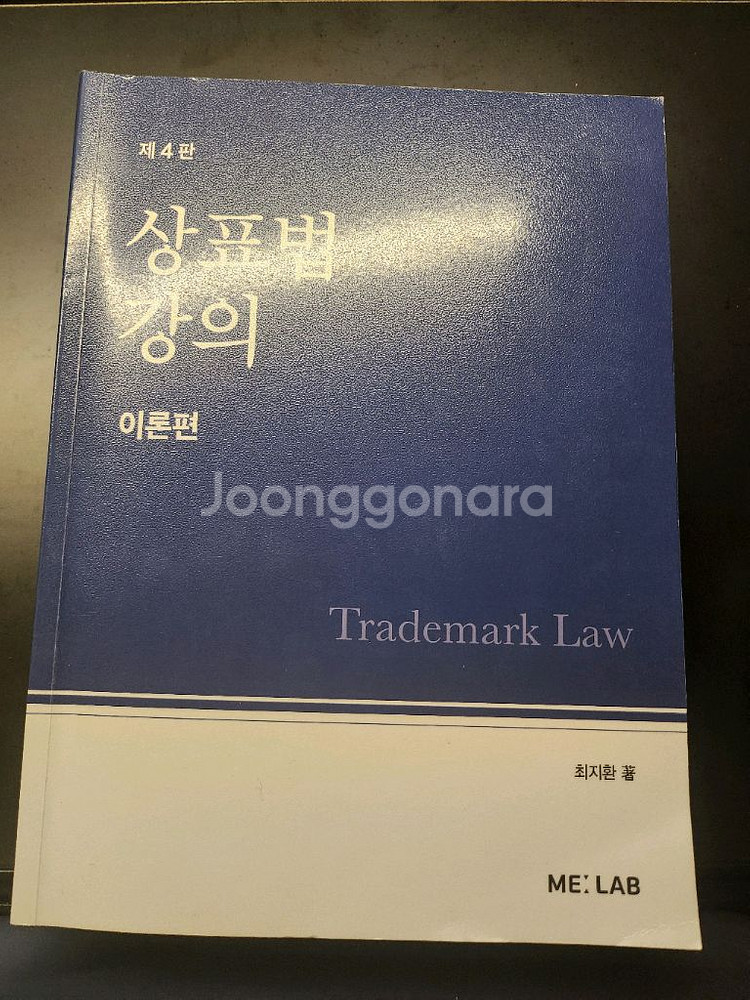 제4판
상표법
강의
이론편
Joonggonara
Trademark Law
최지환 著
ME:LAB